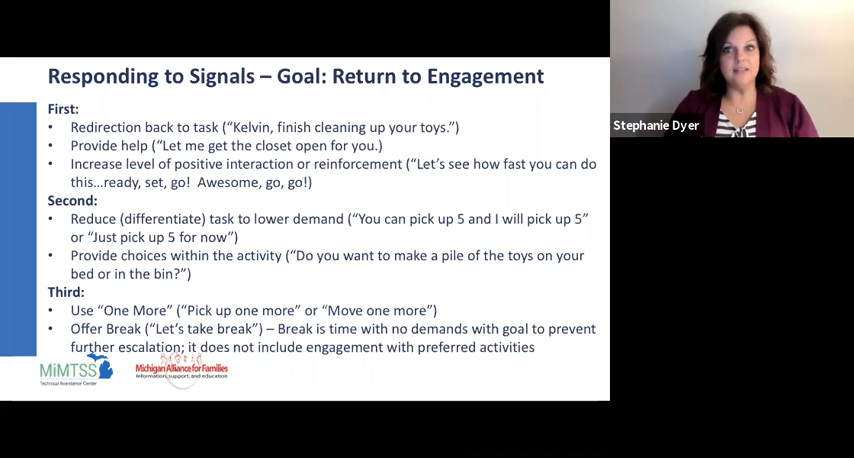 Responding to Signals – Goal: Return to Engagement
First:
• Redirection back to task (“Kelvin, finish cleaning up your toys.”)
• Provide help (“Let me get the closet open for you.)
• Increase level of positive interaction or reinforcement (“Let’s see how fast you can do
this…ready, set, go!  Awesome, go, go!)
Second:
• Reduce (differentiate) task to lower demand (“You can pick up 5 and I will pick up 5”
or “Just pick up 5 for now”)
• Provide choices within the activity (“Do you want to make a pile of the toys on your
bed or in the bin?”)
Third:
• Use “One More” (“Pick up one more” or “Move one more”)
• Offer Break (“Let’s take break”) – Break is time with no demands with goal to prevent
further escalation; it does not include engagement with preferred activities
MiMTSS
Technical Assistance Center
Michigan Alliance for Families
information, support, and education
Stephanie Dyer